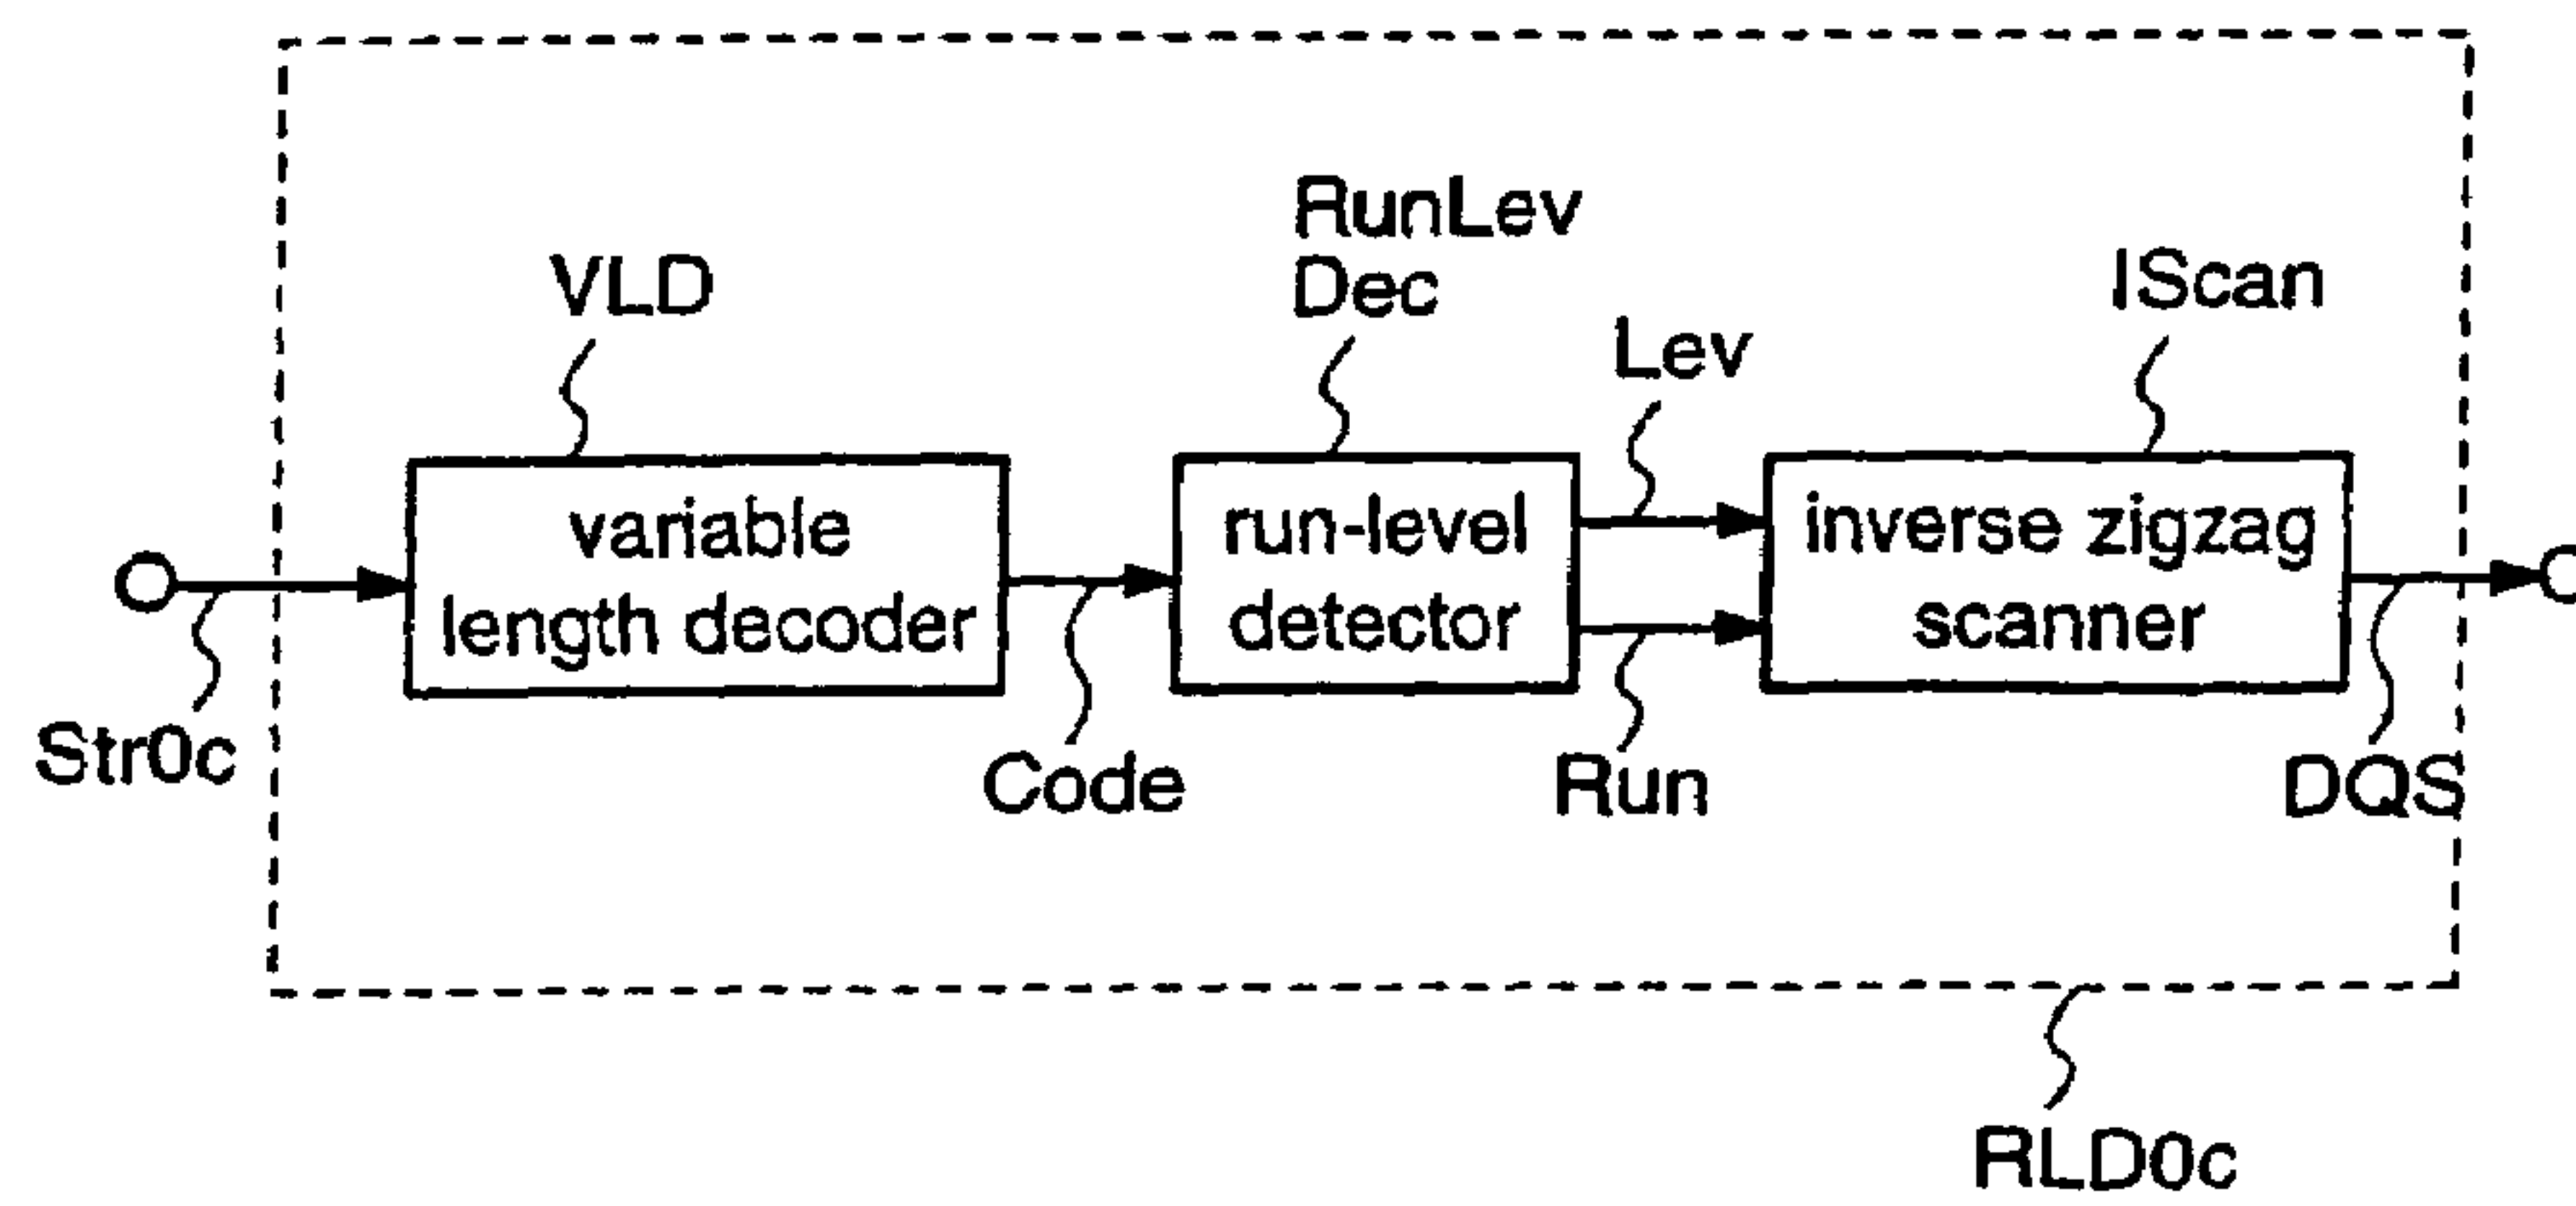 RunLev
Dec
VLD
IScan
Lev
variable
length decoder
run-level
detector
inverse zigzag
scanner
Str0c
Code
Run
DQS
RLD0c